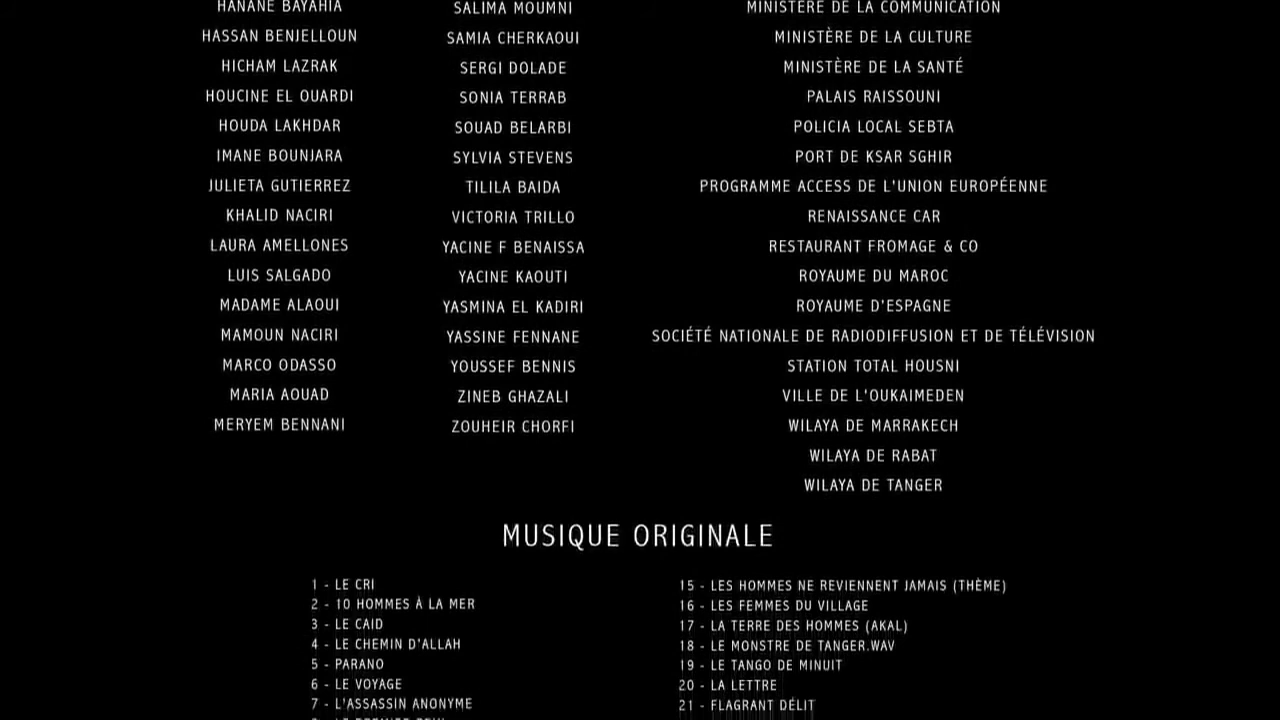 HANANE BAYAHIA
HASSAN BENJELLOUN
HICHAM LAZRAK
HOUCINE EL OUARDI
HOUDA LAKHDAR
IMANE BOUNJARA
JULIETA GUTIERREZ
KHALID NACIRI
LAURA AMELLONES
LUIS SALGADO
MADAME ALAOUI
MAMOUN NACIRI
MARCO ODASSO
MARIA AOUAD
MERYEM BENNANI
SALIMA MOUMNI
SAMIA CHERKAOUI
SERGI DOLADE
SONIA TERRAB
SOUAD BELARBI
SYLVIA STEVENS
TILILA BAIDA
VICTORIA TRILLO
YACINE F BENAISSA
YACINE KAOUTI
YASMINA EL KADIRI
YASSINE FENNANE
YOUSSEF BENNIS
ZINEB GHAZALI
ZOUHEIR CHORFI
MINISTÈRE DE LA COMMUNICATION
MINISTÈRE DE LA CULTURE
MINISTÈRE DE LA SANTÉ
PALAIS RAISSOUNI
POLICIA LOCAL SEBTA
PORT DE KSAR SGHIR
PROGRAMME ACCESS DE L'UNION EUROPÉENNE
RENAISSANCE CAR
RESTAURANT FROMAGE & CO
ROYAUME DU MAROC
ROYAUME D'ESPAGNE
SOCIÉTÉ NATIONALE DE RADIODIFFUSION ET DE TÉLÉVISION
STATION TOTAL HOUSNI
VILLE DE L'OUKAIMEDEN
WILAYA DE MARRAKECH
WILAYA DE RABAT
WILAYA DE TANGER
MUSIQUE ORIGINALE
1 - LE CRI
2 - 10 HOMMES À LA MER
3 - LE CAID
4 - LE CHEMIN D'ALLAH
5 - PARANO
6 - LE VOYAGE
7 - L'ASSASSIN ANONYME
15 - LES HOMMES NE REVIENNENT JAMAIS (THÈME)
16 - LES FEMMES DU VILLAGE
17 - LA TERRE DES HOMMES (AKAL)
18 - LE MONSTRE DE TANGER.WAV
19 - LE TANGO DE MINUIT
20 - LA LETTRE
21 - FLAGRANT DÉLIT